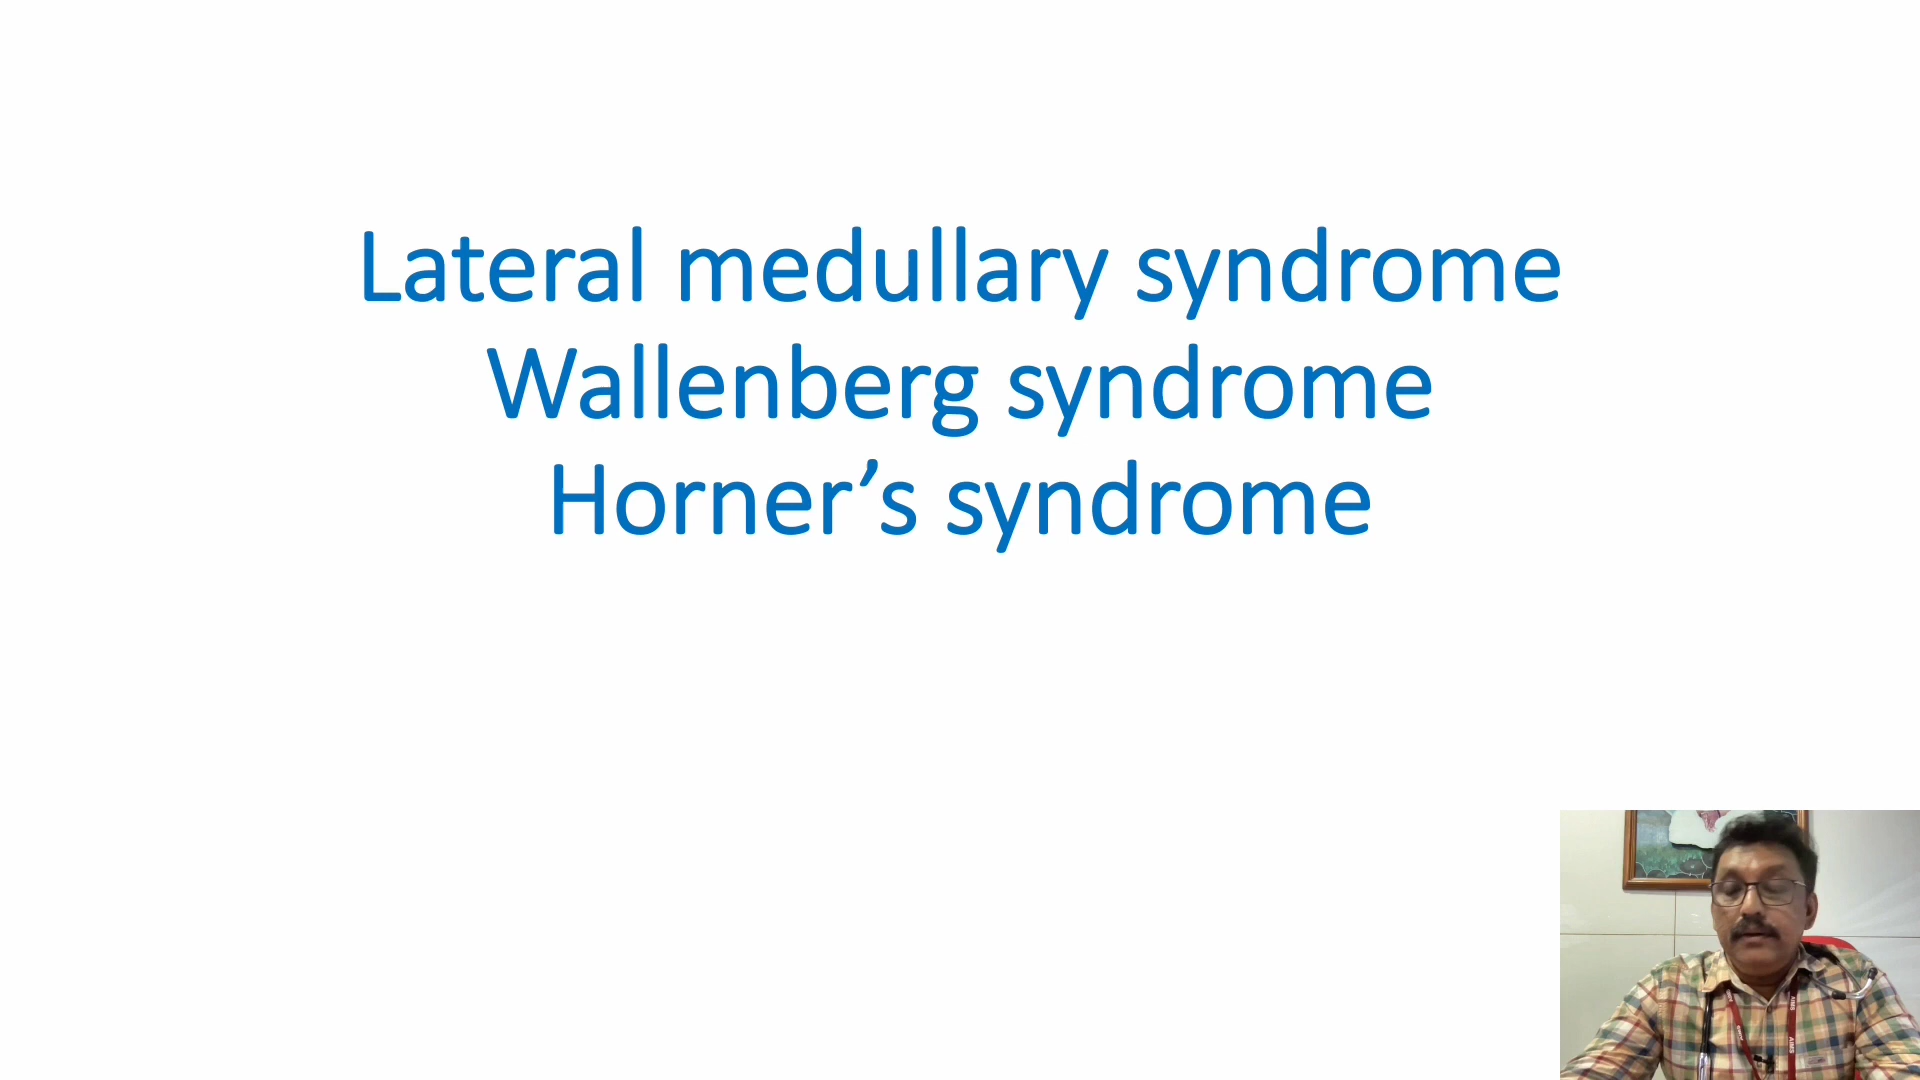 Lateral medullary syndrome
Wallenberg syndrome
Horner’s syndrome